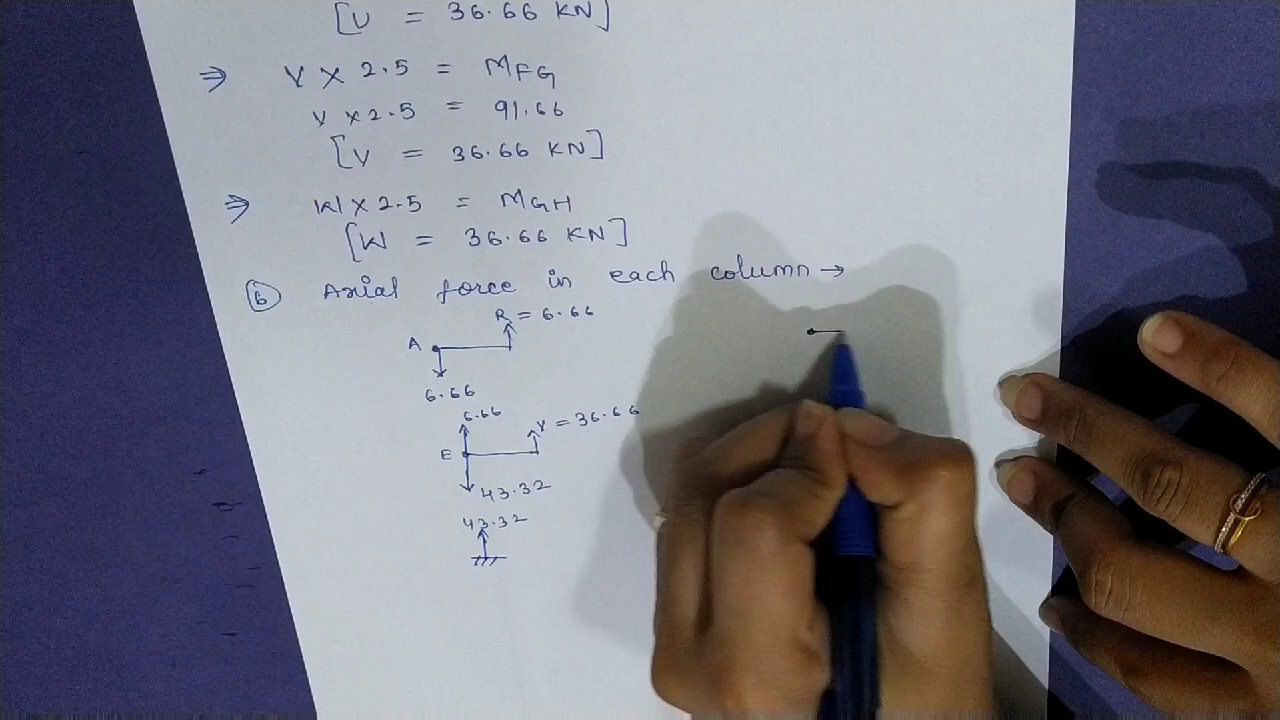 [U = 36.66 KN]
⇒ V × 2.5 = MFG
V × 2.5 = 91.66
[V = 36.66 KN]
⇒ W × 2.5 = MGH
[W = 36.66 KN]
(b) Axial force in each column →
R = 6.66
A
6.66
6.66
V = 36.66
E
43.32
43.32